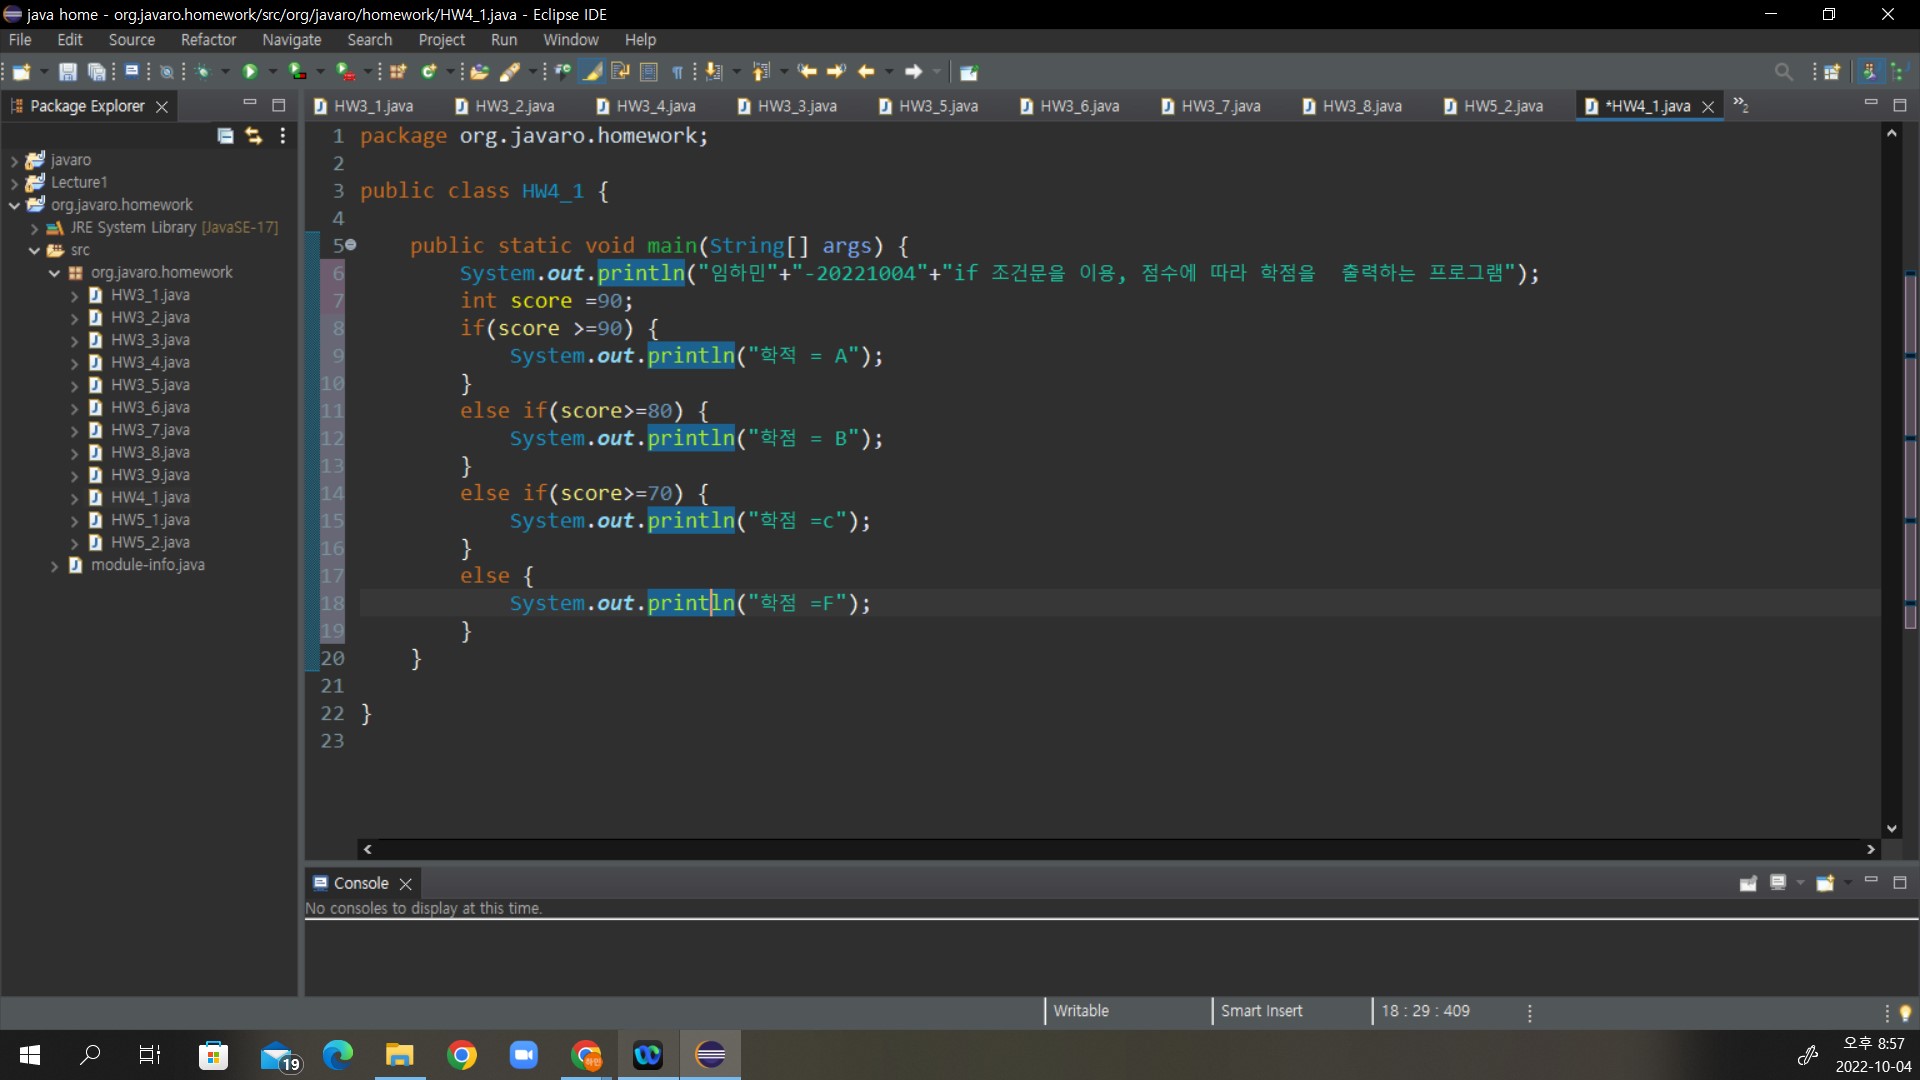 java home - org.javaro.homework/src/org/javaro/homework/HW4_1.java - Eclipse IDE
File Edit Source Refactor Navigate Search Project Run Window Help
Package Explorer
HW3_1.java HW3_2.java HW3_4.java HW3_3.java HW3_5.java HW3_6.java HW3_7.java HW3_8.java HW5_2.java *HW4_1.java »2
javaro
Lecture1
org.javaro.homework
JRE System Library [JavaSE-17]
src
org.javaro.homework
HW3_1.java
HW3_2.java
HW3_3.java
HW3_4.java
HW3_5.java
HW3_6.java
HW3_7.java
HW3_8.java
HW3_9.java
HW4_1.java
HW5_1.java
HW5_2.java
module-info.java
1 package org.javaro.homework;
2
3 public class HW4_1 {
4
5 public static void main(String[] args) {
6 System.out.println("임하민"+"-20221004"+"if 조건문을 이용, 점수에 따라 학점을  출력하는 프로그램");
7 int score =90;
8 if(score >=90) {
9 System.out.println("학적 = A");
10 }
11 else if(score>=80) {
12 System.out.println("학점 = B");
13 }
14 else if(score>=70) {
15 System.out.println("학점 =c");
16 }
17 else {
18 System.out.println("학점 =F");
19 }
20 }
21
22 }
23
Console
No consoles to display at this time.
Writable Smart Insert 18 : 29 : 409
19
하민
오후 8:57
2022-10-04